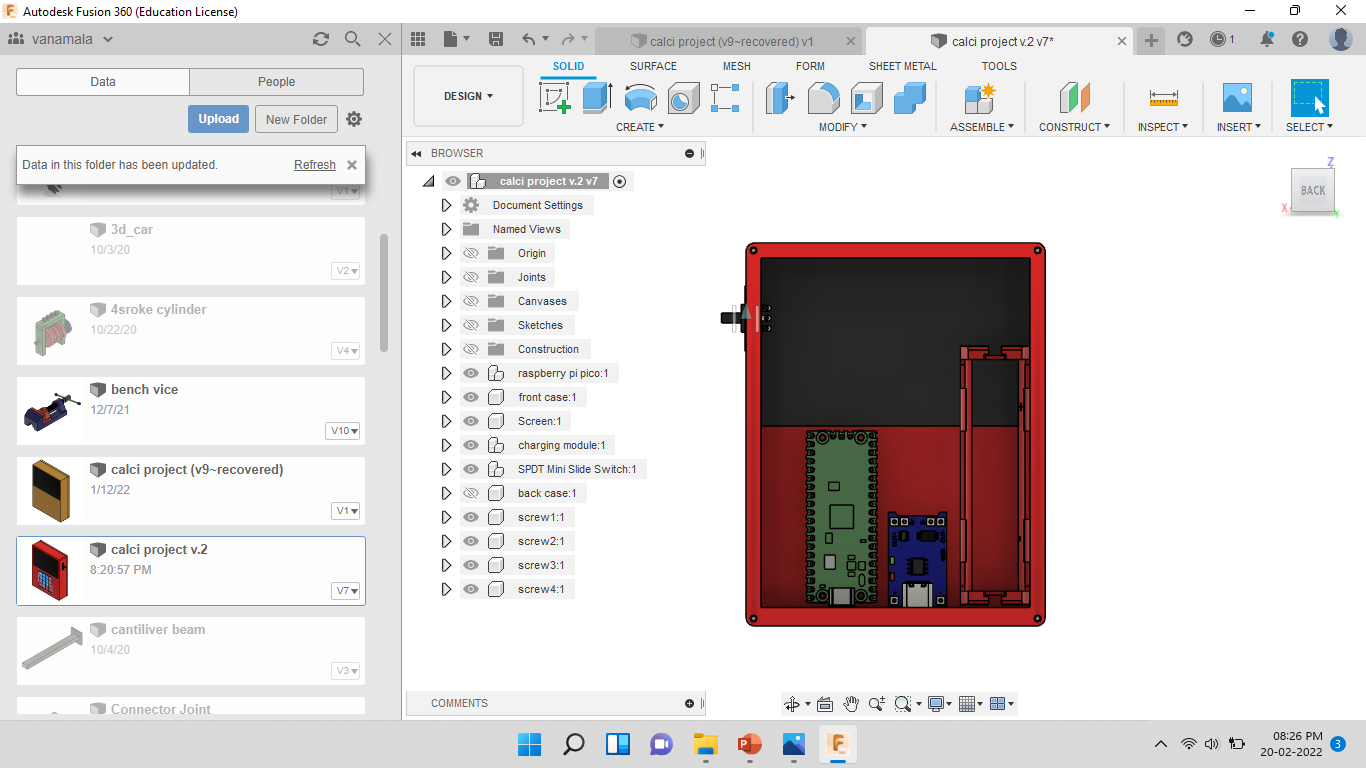 Autodesk Fusion 360 (Education License)
vanamala
calci project (v9~recovered) v1
calci project v.2 v7*
1
Data
People
Upload
New Folder
Data in this folder has been updated.
Refresh
V1
3d_car
10/3/20
V2
4sroke cylinder
10/22/20
V4
bench vice
12/7/21
V10
calci project (v9~recovered)
1/12/22
V1
calci project v.2
8:20:57 PM
V7
cantiliver beam
10/4/20
V3
Connector Joint
SOLID
SURFACE
MESH
FORM
SHEET METAL
TOOLS
DESIGN
CREATE
MODIFY
ASSEMBLE
CONSTRUCT
INSPECT
INSERT
SELECT
BROWSER
calci project v.2 v7
Document Settings
Named Views
Origin
Joints
Canvases
Sketches
Construction
raspberry pi pico:1
front case:1
Screen:1
charging module:1
SPDT Mini Slide Switch:1
back case:1
screw1:1
screw2:1
screw3:1
screw4:1
Z
BACK
X
Y
COMMENTS
08:26 PM
20-02-2022
3